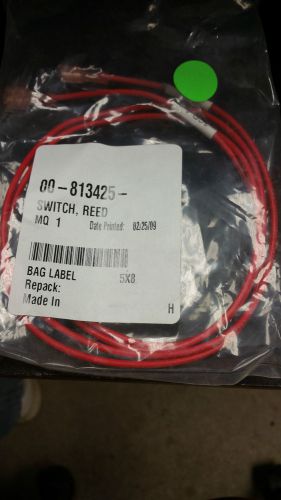 00-813425-
SWITCH, REED
MQ 1 Date Printed: 02/25/09
BAG LABEL 5X8
Repack:
Made In
H